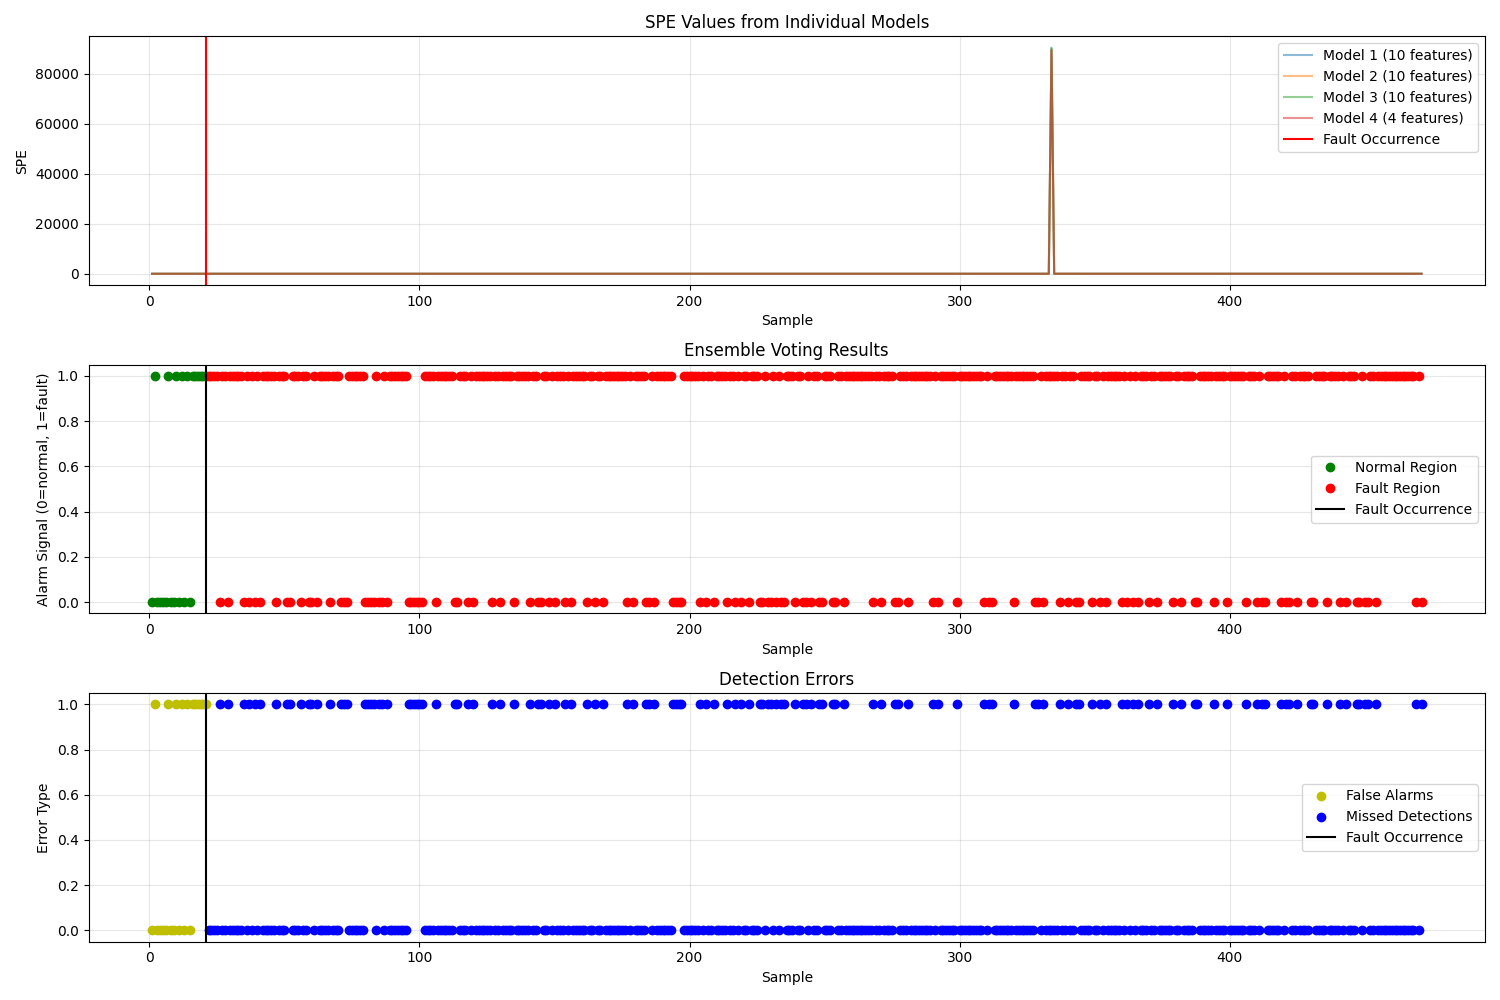 SPE Values from Individual Models
SPE
80000
60000
40000
20000
0
Model 1 (10 features)
Model 2 (10 features)
Model 3 (10 features)
Model 4 (4 features)
Fault Occurrence
0 100 200 300 400
Sample
Ensemble Voting Results
Alarm Signal (0=normal, 1=fault)
1.0
0.8
0.6
0.4
0.2
0.0
Normal Region
Fault Region
Fault Occurrence
0 100 200 300 400
Sample
Detection Errors
Error Type
1.0
0.8
0.6
0.4
0.2
0.0
False Alarms
Missed Detections
Fault Occurrence
0 100 200 300 400
Sample